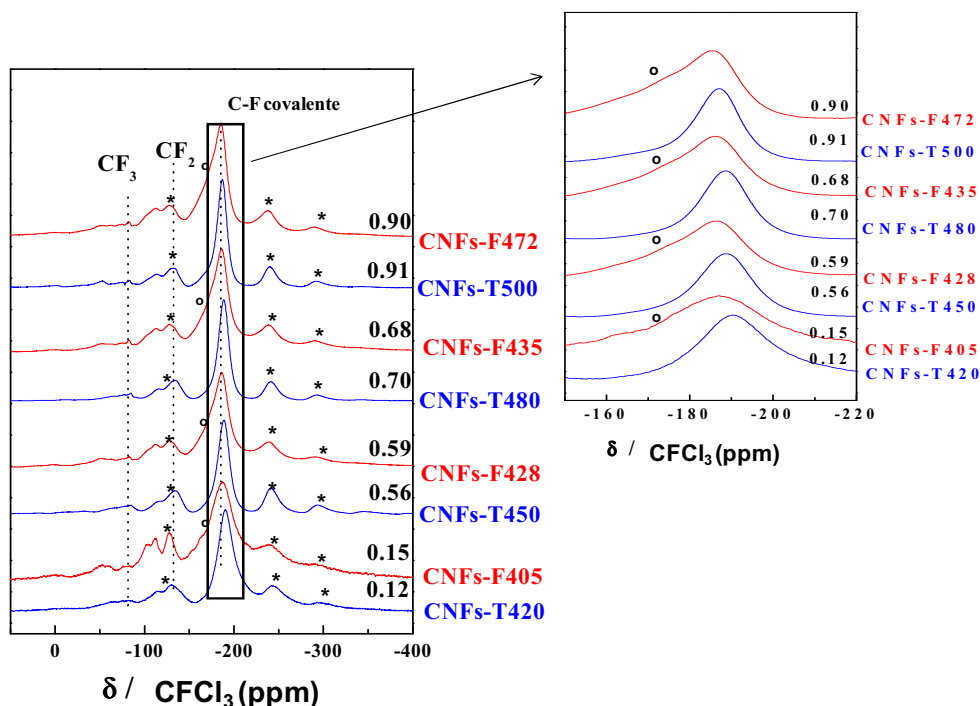 C-F covalente
CF3
CF2
o
*
*
*
0.90
CNFs-F472
*
*
*
0.91
CNFs-T500
o
*
*
*
0.68
CNFs-F435
*
*
*
0.70
CNFs-T480
o
*
*
*
0.59
CNFs-F428
*
*
*
0.56
CNFs-T450
o
*
*
*
0.15
CNFs-F405
*
*
*
0.12
CNFs-T420
0 -100 -200 -300 -400
δ / CFCl3 (ppm)
o
0.90
CNFs-F472
0.91
CNFs-T500
o
0.68
CNFs-F435
0.70
CNFs-T480
o
0.59
CNFs-F428
0.56
CNFs-T450
o
0.15
CNFs-F405
0.12
CNFs-T420
-160 -180 -200 -220
δ / CFCl3 (ppm)